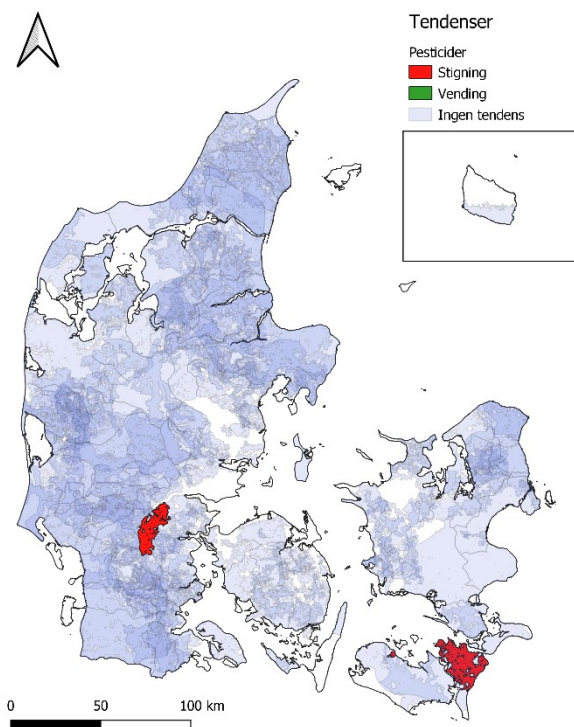 Tendenser
Pesticider
Stigning
Vending
Ingen tendens
0 50 100 km